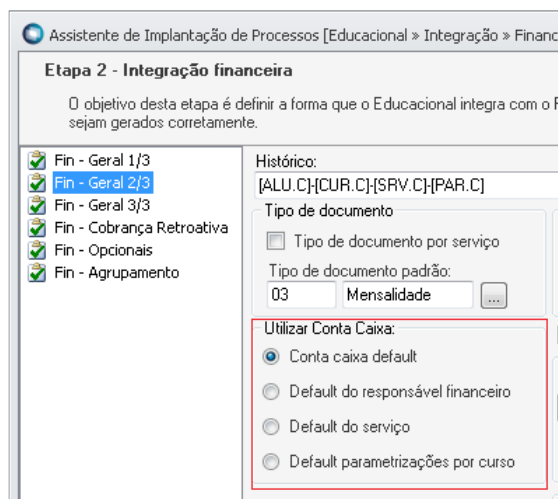 Assistente de Implantação de Processos [Educacional » Integração » Financ
Etapa 2 - Integração financeira
O objetivo desta etapa é definir a forma que o Educacional integra com o
sejam gerados corretamente.
Fin - Geral 1/3
Fin - Geral 2/3
Fin - Geral 3/3
Fin - Cobrança Retroativa
Fin - Opcionais
Fin - Agrupamento
Histórico:
[ALU.C]-[CUR.C]-[SRV.C]-[PAR.C]
Tipo de documento
Tipo de documento por serviço
Tipo de documento padrão:
03 Mensalidade ...
Utilizar Conta Caixa:
Conta caixa default
Default do responsável financeiro
Default do serviço
Default parametrizações por curso